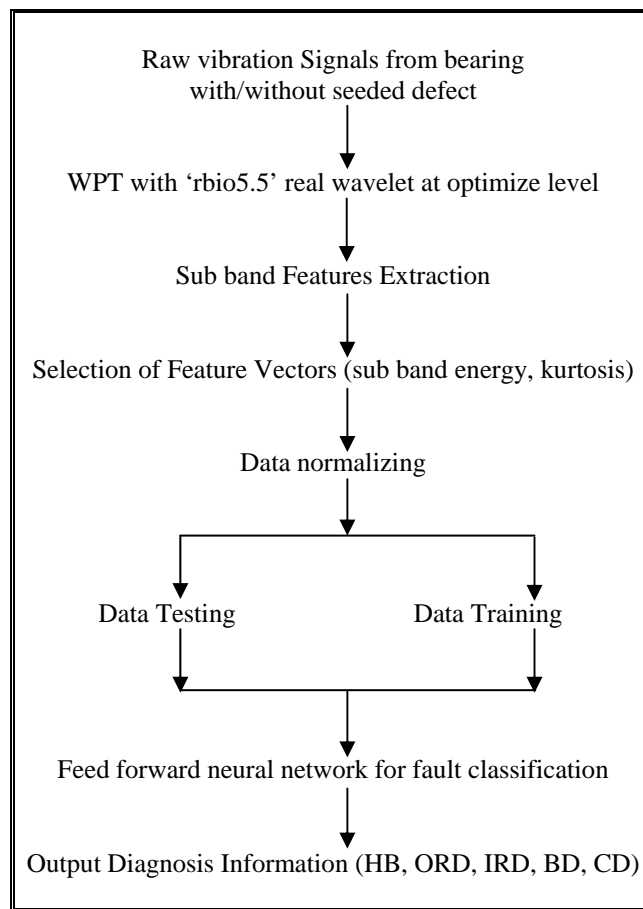 Raw vibration Signals from bearing
with/without seeded defect
WPT with ‘rbio5.5’ real wavelet at optimize level
Sub band Features Extraction
Selection of Feature Vectors (sub band energy, kurtosis)
Data normalizing
Data Testing
Data Training
Feed forward neural network for fault classification
Output Diagnosis Information (HB, ORD, IRD, BD, CD)